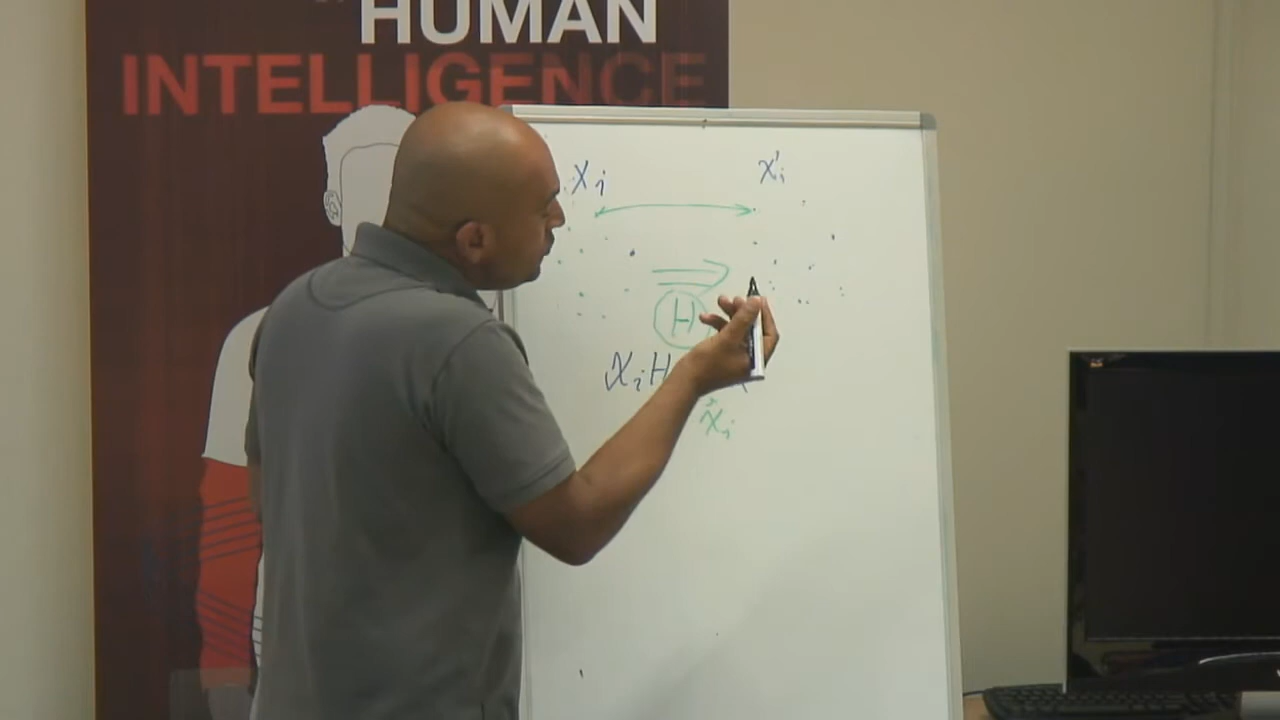 HUMAN
INTELLIGENCE
Xi x'i
H
XiH
x̂i